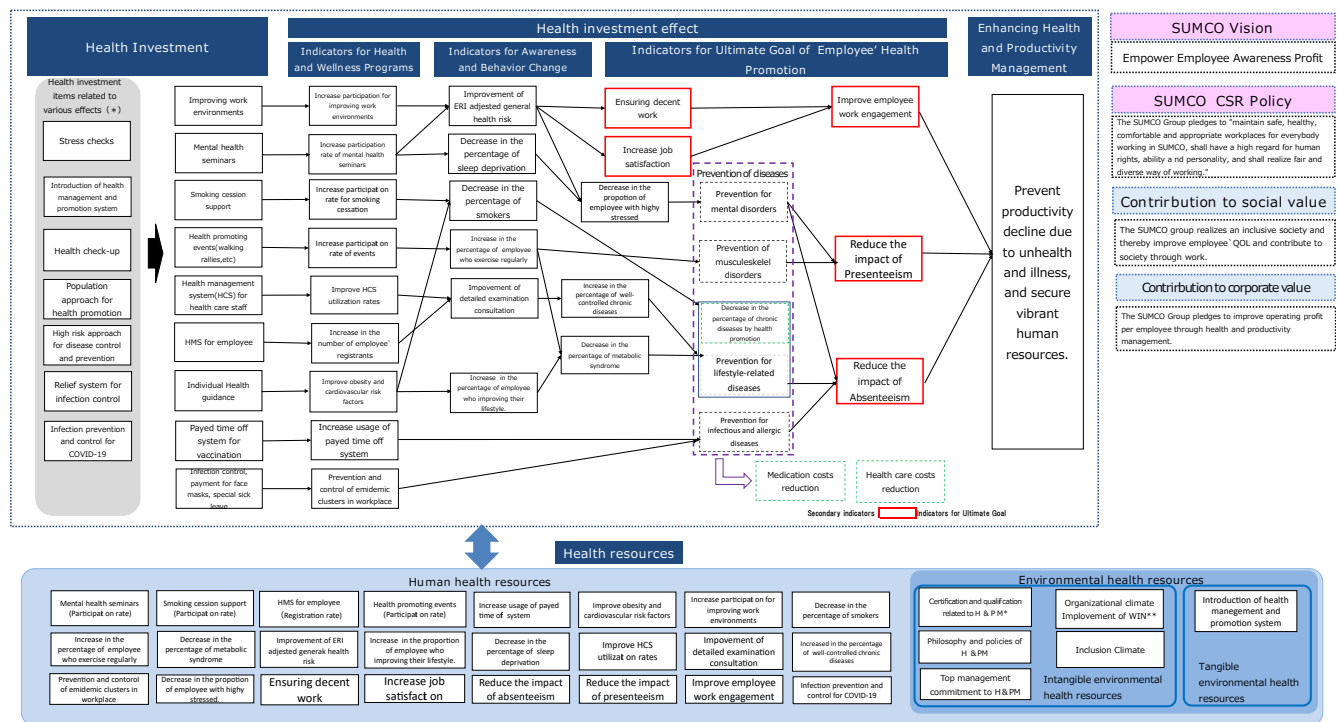 Health Investment
Health investment effect
Indicators for Health
and Wellness Programs
Indicators for Awareness
and Behavior Change
Indicators for Ultimate Goal of Employee’ Health
Promotion
Enhancing Health
and Productivity
Management
Health investment
items related to
various effects (*)
Stress checks
Introduction of health
management and
promotion system
Health check-up
Population
approach for
health promotion
High risk approach
for disease control
and prevention
Relief system for
infection control
Infection prevention
and control for
COVID-19
Improving work
environments
Mental health
seminars
Smoking cession
support
Health promoting
events(walking
rallies,etc)
Health management
system(HCS) for
health care staff
HMS for employee
Individual Health
guidance
Payed time off
system for
vaccination
Infection control,
payment for face
masks, special sick
leave
Increase participation for
improving work
environments
Increase participation
rate of mental health
seminars
Increase participat on
rate for smoking
cessation
Increase participat on
rate of events
Improve HCS
utilization rates
Increase in the
number of employee`
registrants
Improve obesity and
cardiovascular risk
factors
Increase usage of
payed time off
system
Prevention and
control of emidemic
clusters in workplace
Improvement of
ERI adjested general
health risk
Decrease in the
percentage of
sleep deprivation
Decrease in the
percentage of
smokers
Increase in the
percentage of employee
who exercise regularly
Impovement of
detailed examination
consultation
Increase in the
percentage of employee
who improving their
lifestyle.
Decrease in the
propotion of
employee with highy
stressed
Increase in the
percentage of well-
controlled chronic
diseases
Decrease in the
percentage of metabolic
syndrome
Ensuring decent
work
Increase job
satisfaction
Prevention of diseases
Prevention for
mental disorders
Prevention of
musculeskelel
disorders
Decrease in the
percentage of chronic
diseases by health
promotion
Prevention for
lifestyle-related
diseases
Prevention for
infectious and allergic
diseases
Improve employee
work engagement
Reduce the
impact of
Presenteeism
Reduce the
impact of
Absenteeism
Medication costs
reduction
Health care costs
reduction
Secondary indicators
Indicators for Ultimate Goal
Prevent
productivity
decline due
to unhealth
and illness,
and secure
vibrant
human
resources.
SUMCO Vision
Empower Employee Awareness Profit
SUMCO CSR Policy
The SUMCO Group pledges to "maintain safe, healthy,
comfortable and appropriate workplaces for everybody
working in SUMCO, shall have a high regard for human
rights, ability a nd personality, and shall realize fair and
diverse way of working."
Contrirbution to social value
The SUMCO group realizes an inclusive society and
thereby improve employee` QOL and contribute to
society through work.
Contribution to corporate value
The SUMCO Group pledges to improve operating profit
per employee through health and productivity
management.
Health resources
Human health resources
Mental health seminars
(Participat on rate)
Smoking cession support
(Participat on rate)
HMS for employee
(Registration rate)
Health promoting events
(Participat on rate)
Increase usage of payed
time of system
Improve obesity and
cardiovascular risk factors
Increase participat on for
improving work
environments
Decrease in the
percentage of smokers
Increase in the
percentage of employee
who exercise regularly
Decrease in the
percentage of metabolic
syndrome
Improvement of ERI
adjested generak health
risk
Increase in the proportion
of employee who
improving their lifestyle.
Decrease in the
percentage of sleep
deprivation
Improve HCS
utilizat on rates
Impovement of
detailed examination
consultation
Increased in the percentage
of well-controlled chronic
diseases
Prevention and contorol
of emidemic clusters in
workplace
Decrease in the propotion
of employee with highy
stressed.
Ensuring decent
work
Increase job
satisfact on
Reduce the impact
of absenteeism
Reduce the impact
of presenteeism
Improve employee
work engagement
Infection prevention and
control for COVID-19
Environmental health resources
Certification and qualification
related to H & P M*
Philosophy and policies of
H &PM
Top management
commitment to H&PM
Organizational climate
Implovement of WIN**
Inclusion Climate
Intangible environmental
health resources
Introduction of health
management and
promotion system
Tangible
environmental health
resources